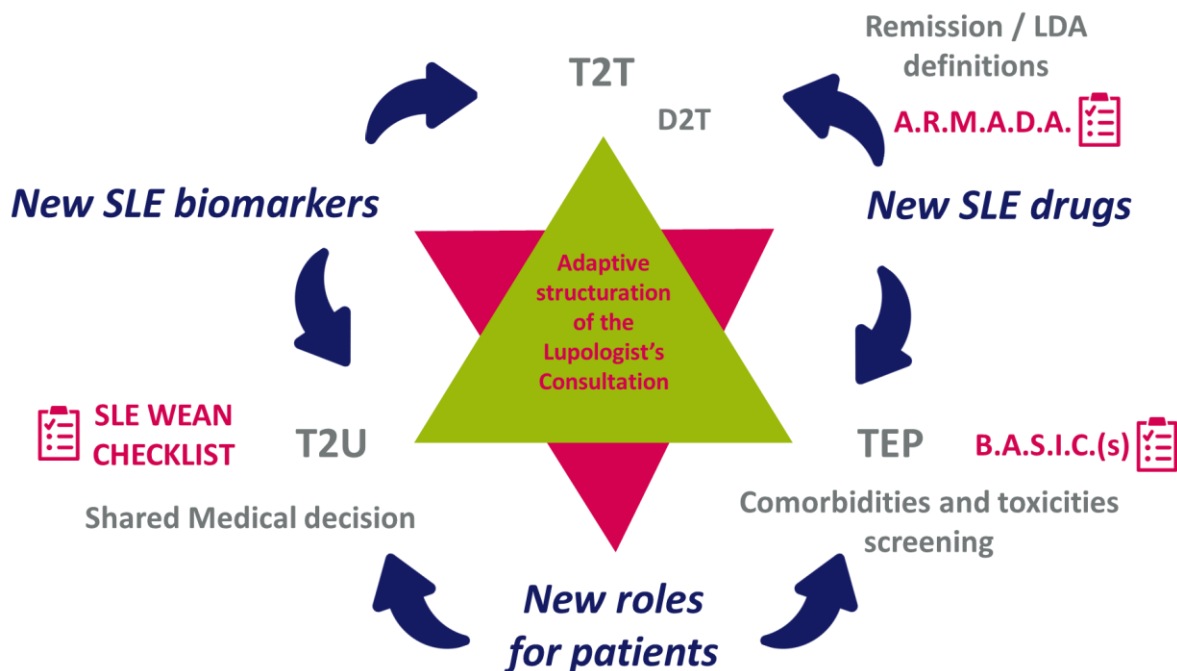 Remission / LDA
definitions
T2T
D2T
A.R.M.A.D.A.
New SLE biomarkers
New SLE drugs
Adaptive
structuration
of the
Lupologist's
Consultation
SLE WEAN
CHECKLIST
T2U
TEP
B.A.S.I.C.(s)
Shared Medical decision
Comorbidities and toxicities
screening
New roles
for patients